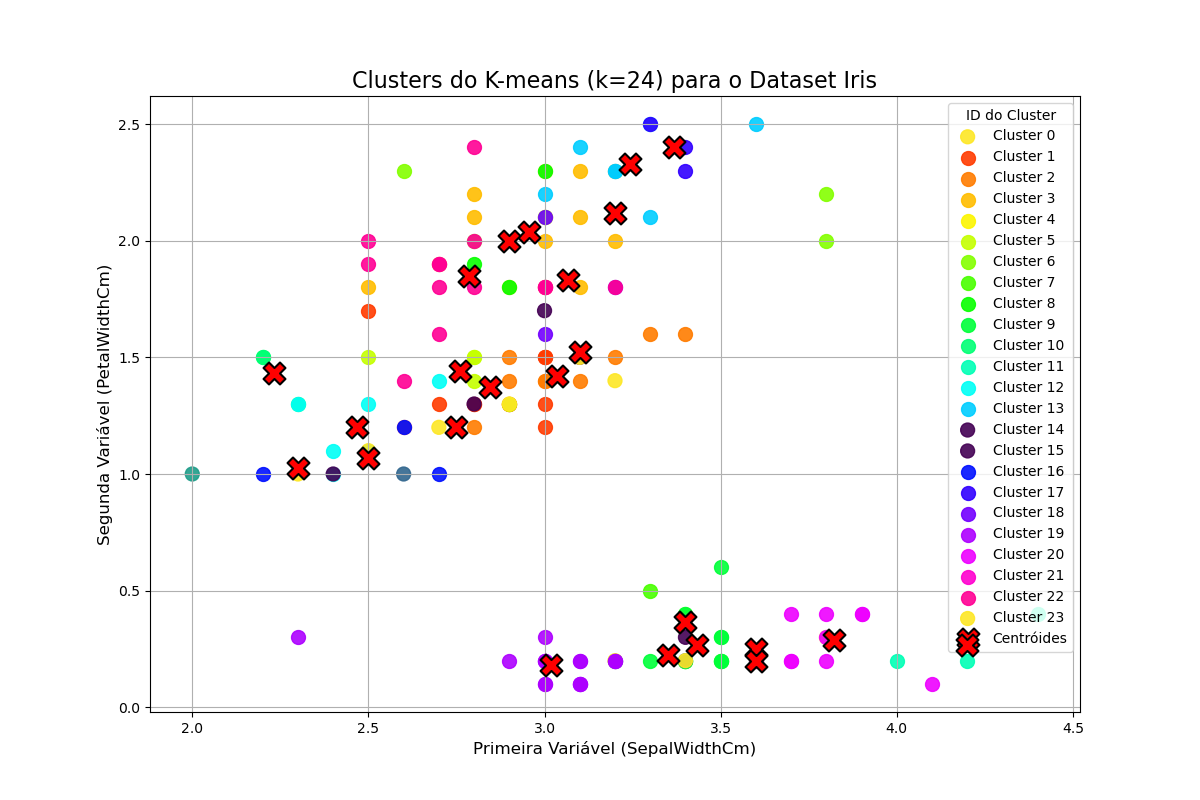 Clusters do K-means (k=24) para o Dataset Iris
Segunda Variável (PetalWidthCm)
2.5
2.0
1.5
1.0
0.5
0.0
2.0
2.5
3.0
3.5
4.0
4.5
Primeira Variável (SepalWidthCm)
ID do Cluster
Cluster 0
Cluster 1
Cluster 2
Cluster 3
Cluster 4
Cluster 5
Cluster 6
Cluster 7
Cluster 8
Cluster 9
Cluster 10
Cluster 11
Cluster 12
Cluster 13
Cluster 14
Cluster 15
Cluster 16
Cluster 17
Cluster 18
Cluster 19
Cluster 20
Cluster 21
Cluster 22
Cluster 23
Centróides